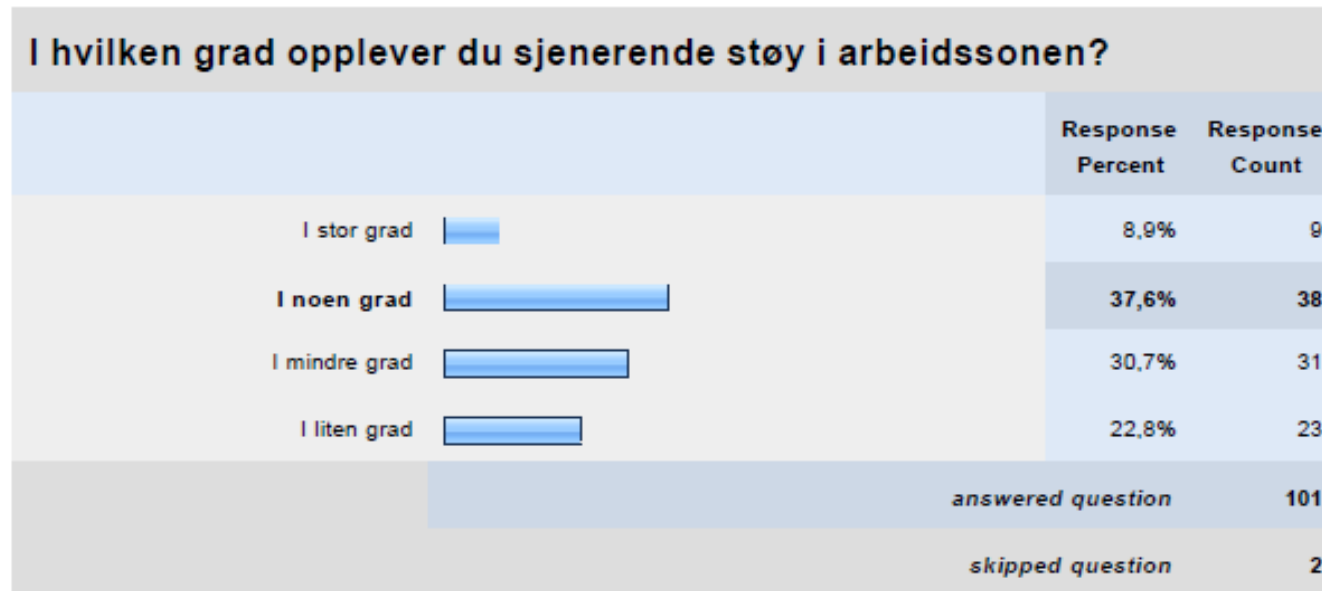 I hvilken grad opplever du sjenerende støy i arbeidssonen?
Response Percent Response Count
I stor grad 8,9% 9
I noen grad 37,6% 38
I mindre grad 30,7% 31
I liten grad 22,8% 23
answered question 101
skipped question 2